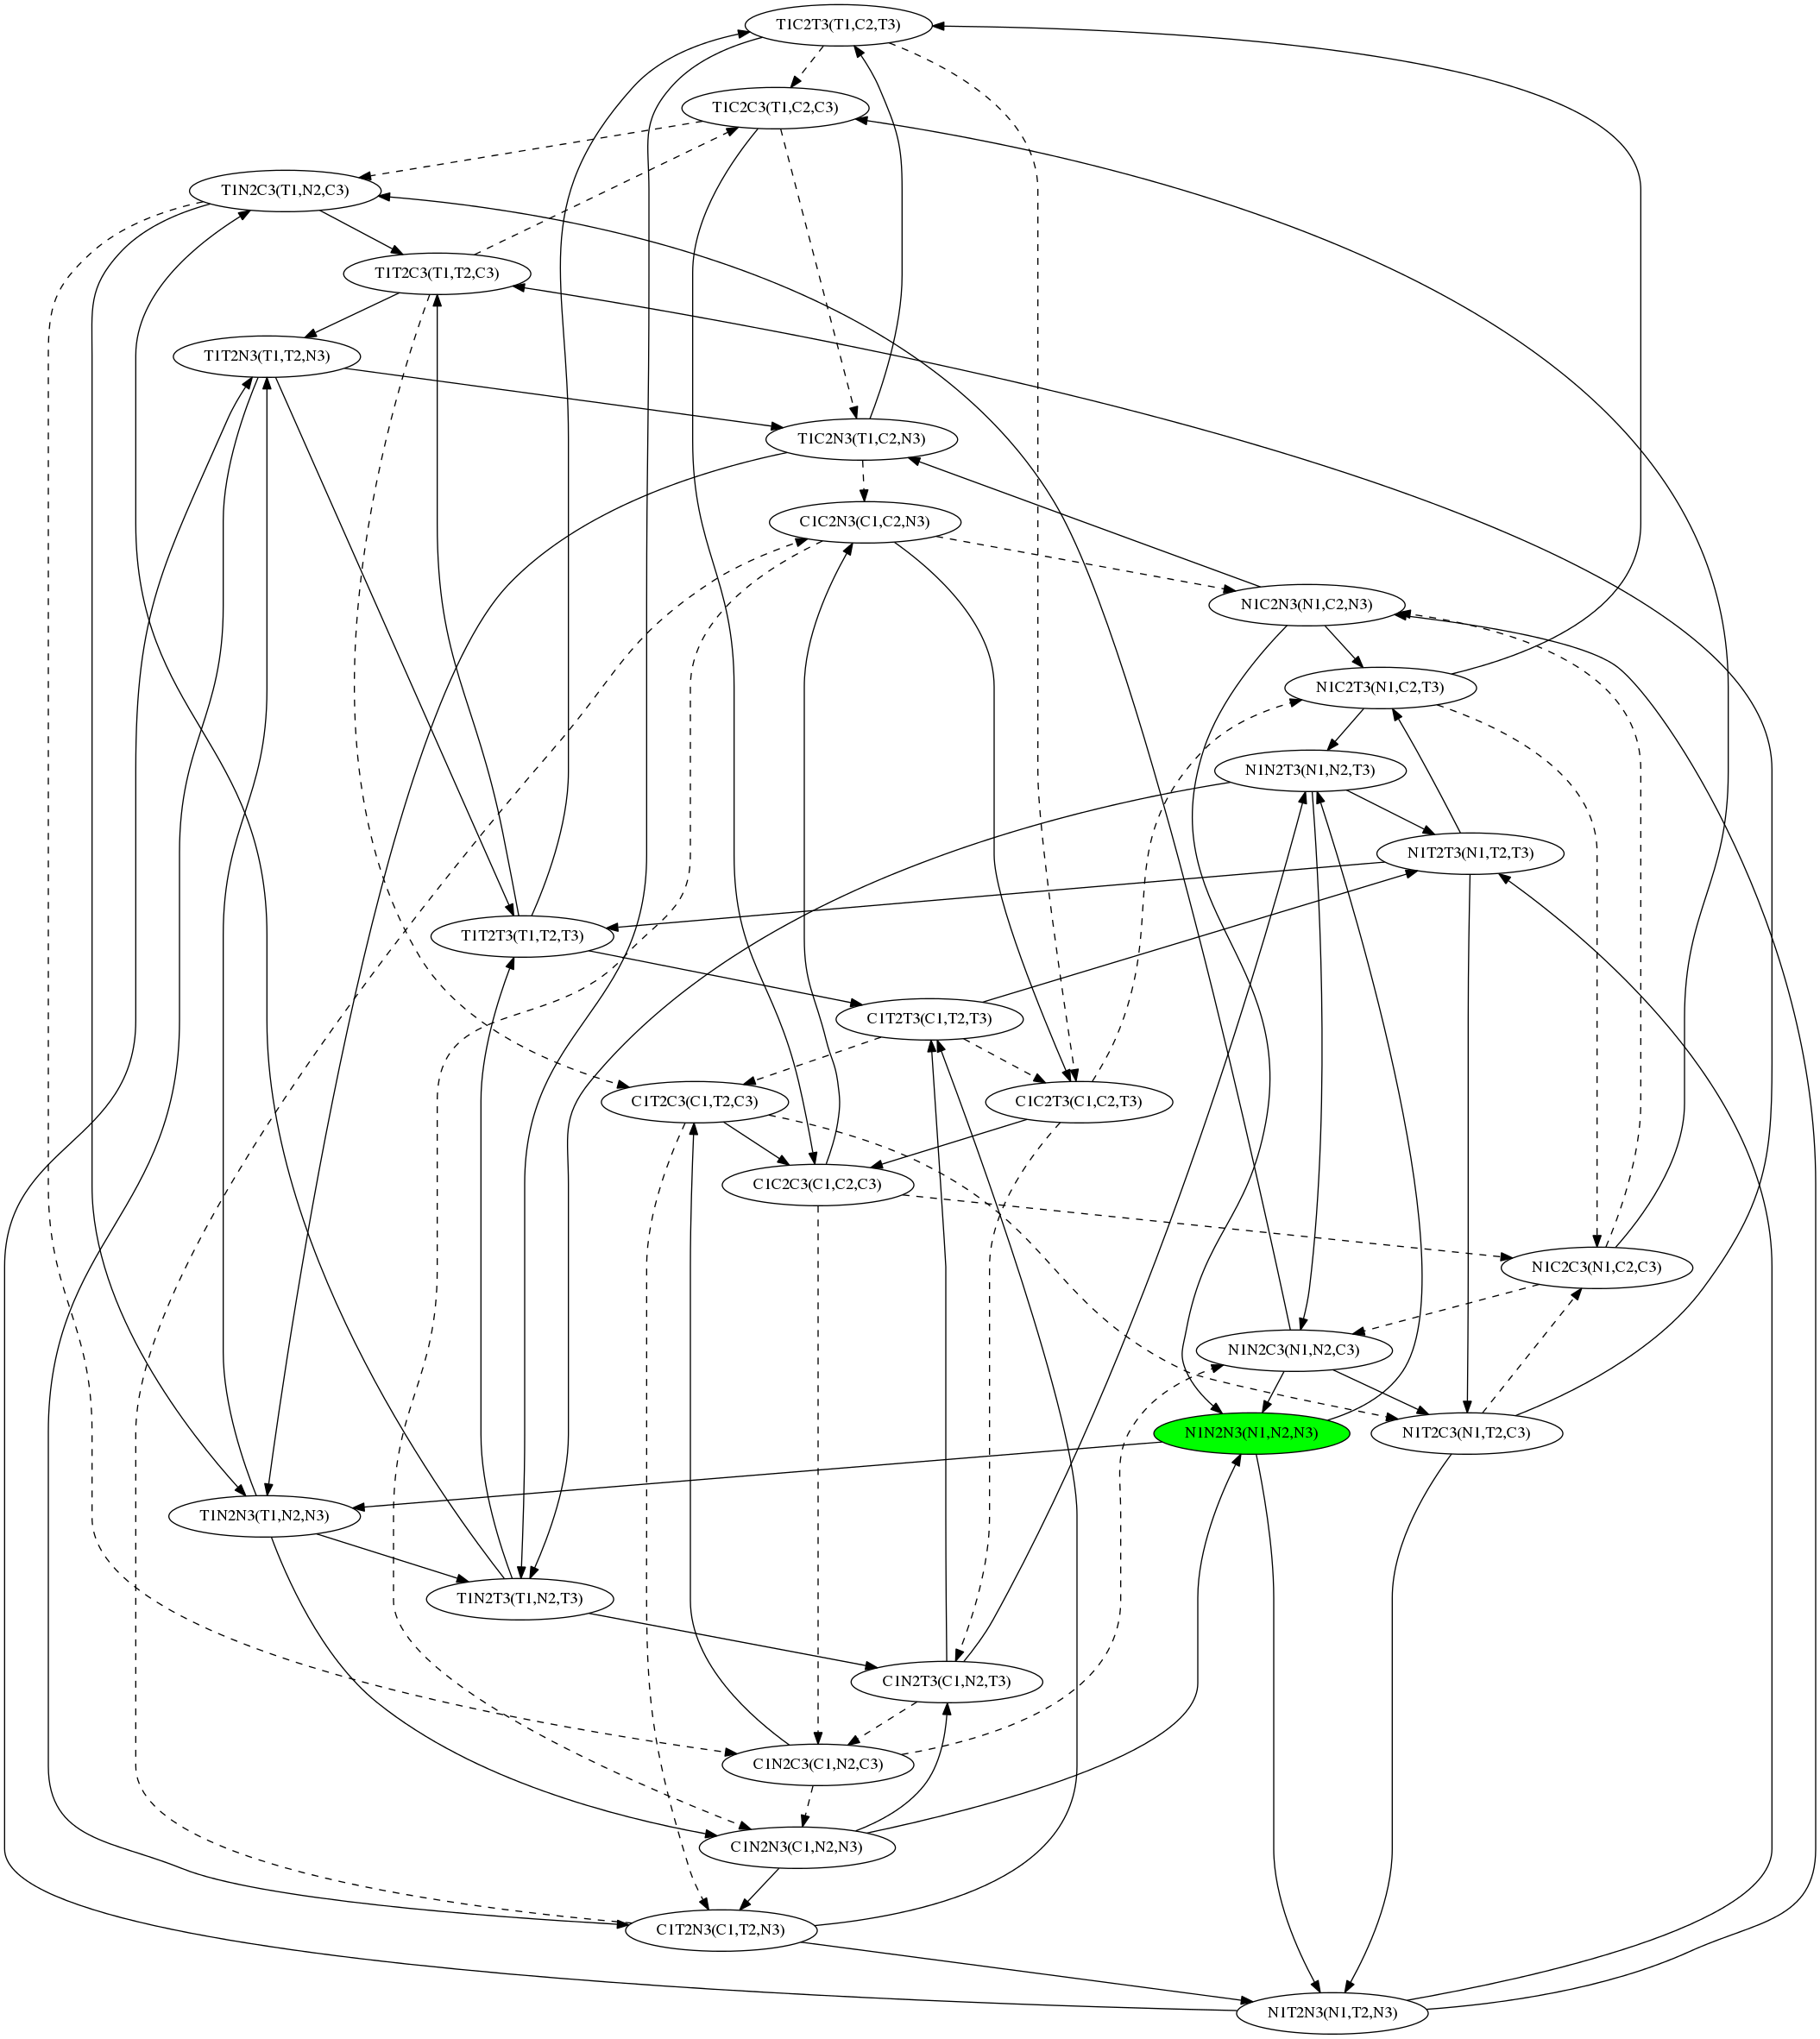 T1C2T3(T1,C2,T3)
T1C2C3(T1,C2,C3)
T1N2C3(T1,N2,C3)
T1T2C3(T1,T2,C3)
T1T2N3(T1,T2,N3)
T1C2N3(T1,C2,N3)
C1C2N3(C1,C2,N3)
N1C2N3(N1,C2,N3)
N1C2T3(N1,C2,T3)
N1N2T3(N1,N2,T3)
N1T2T3(N1,T2,T3)
T1T2T3(T1,T2,T3)
C1T2T3(C1,T2,T3)
C1T2C3(C1,T2,C3)
C1C2T3(C1,C2,T3)
C1C2C3(C1,C2,C3)
N1C2C3(N1,C2,C3)
N1N2C3(N1,N2,C3)
N1N2N3(N1,N2,N3)
N1T2C3(N1,T2,C3)
T1N2N3(T1,N2,N3)
T1N2T3(T1,N2,T3)
C1N2T3(C1,N2,T3)
C1N2C3(C1,N2,C3)
C1N2N3(C1,N2,N3)
C1T2N3(C1,T2,N3)
N1T2N3(N1,T2,N3)